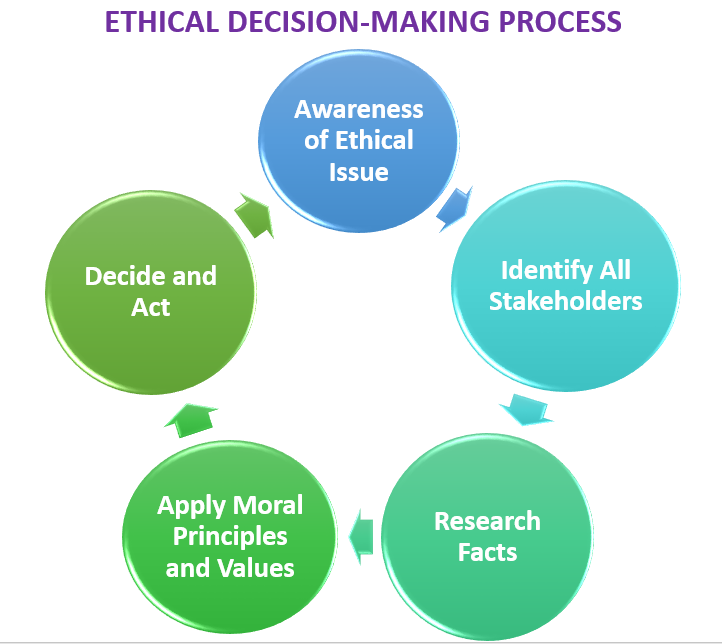 ETHICAL DECISION-MAKING PROCESS
Awareness
of Ethical
Issue
Identify All
Stakeholders
Research
Facts
Apply Moral
Principles
and Values
Decide and
Act